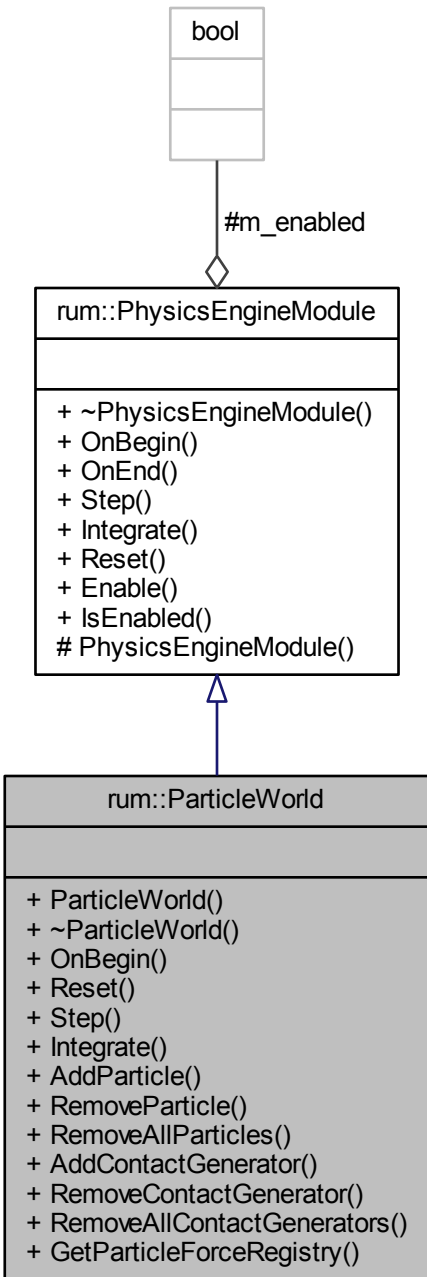 bool
#m_enabled
rum::PhysicsEngineModule
+ ~PhysicsEngineModule()
+ OnBegin()
+ OnEnd()
+ Step()
+ Integrate()
+ Reset()
+ Enable()
+ IsEnabled()
# PhysicsEngineModule()
rum::ParticleWorld
+ ParticleWorld()
+ ~ParticleWorld()
+ OnBegin()
+ Reset()
+ Step()
+ Integrate()
+ AddParticle()
+ RemoveParticle()
+ RemoveAllParticles()
+ AddContactGenerator()
+ RemoveContactGenerator()
+ RemoveAllContactGenerators()
+ GetParticleForceRegistry()